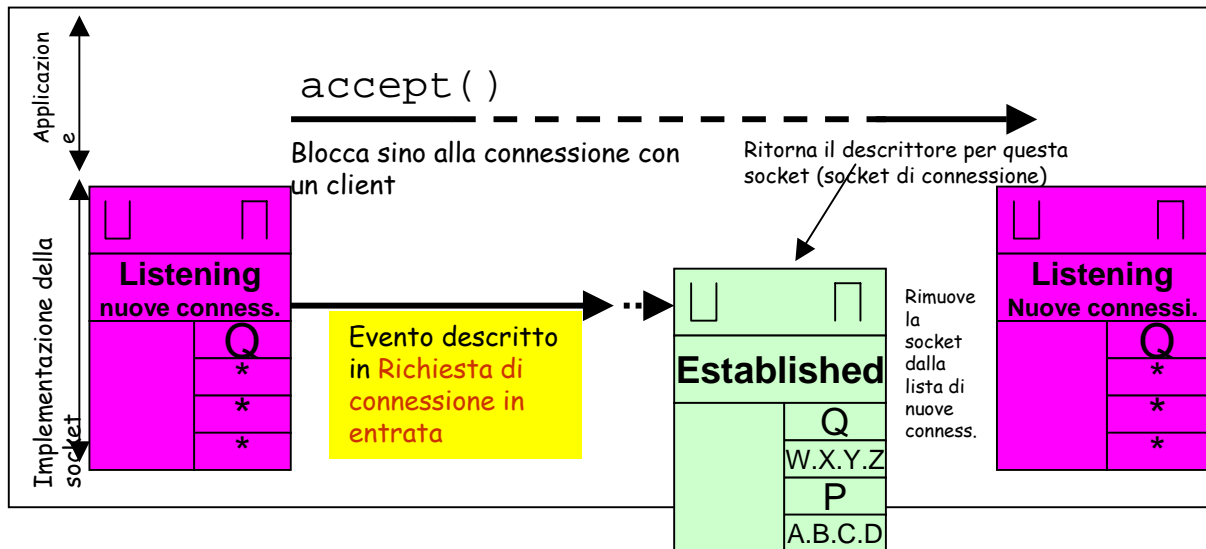 Applicazion
e
accept()
Blocca sino alla connessione con
un client
Ritorna il descrittore per questa
socket (socket di connessione)
Implementazione della
socket
Listening
nuove conness.
Q
*
*
*
Evento descritto
in Richiesta di
connessione in
entrata
Established
Q
W.X.Y.Z
P
A.B.C.D
Rimuove
la
socket
dalla
lista di
nuove
conness.
Listening
Nuove connessi.
Q
*
*
*